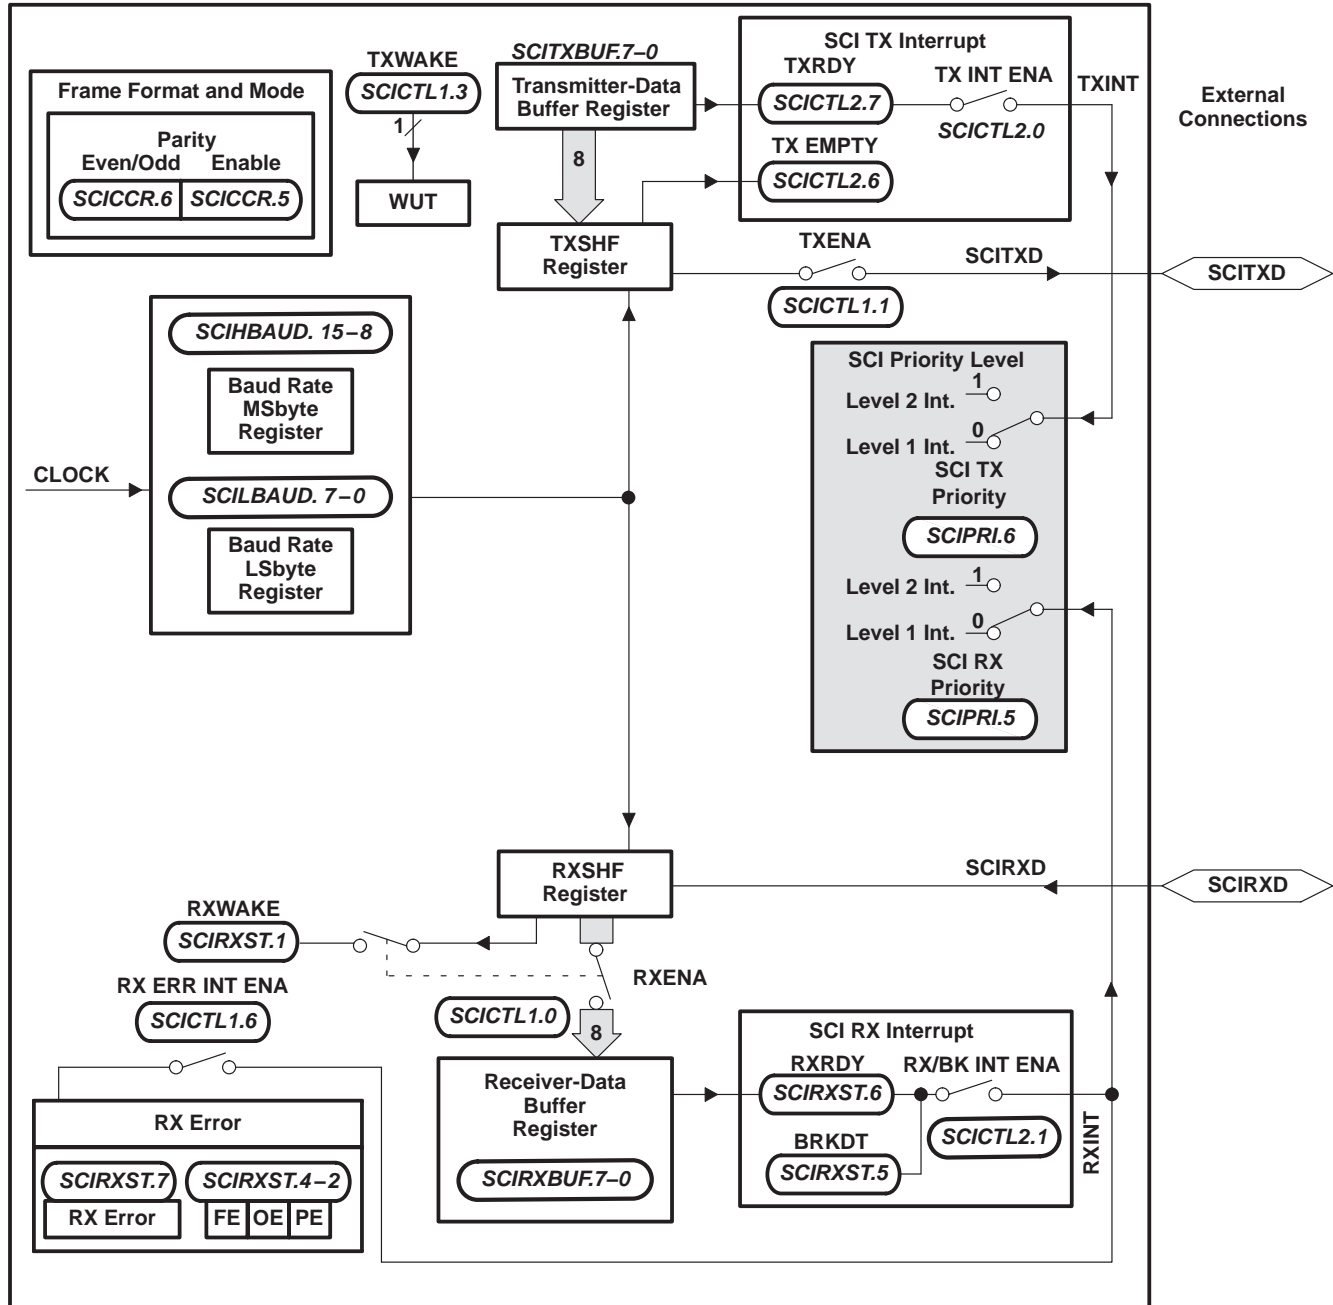 Frame Format and Mode
Parity
Even/Odd Enable
SCICCR.6 SCICCR.5
TXWAKE
SCICTL1.3
1
WUT
SCITXBUF.7–0
Transmitter-Data
Buffer Register
8
TXSHF
Register
SCI TX Interrupt
TXRDY
SCICTL2.7
TX INT ENA
SCICTL2.0
TX EMPTY
SCICTL2.6
TXINT
External
Connections
TXENA
SCICTL1.1
SCITXD
SCITXD
SCIHBAUD. 15–8
Baud Rate
MSbyte
Register
CLOCK
SCILBAUD. 7–0
Baud Rate
LSbyte
Register
SCI Priority Level
Level 2 Int. 1
Level 1 Int. 0
SCI TX
Priority
SCIPRI.6
Level 2 Int. 1
Level 1 Int. 0
SCI RX
Priority
SCIPRI.5
RXSHF
Register
SCIRXD
SCIRXD
RXWAKE
SCIRXST.1
RXENA
RX ERR INT ENA
SCICTL1.6
SCICTL1.0
8
Receiver-Data
Buffer
Register
SCIRXBUF.7–0
SCI RX Interrupt
RXRDY
SCIRXST.6
RX/BK INT ENA
SCICTL2.1
BRKDT
SCIRXST.5
RXINT
RX Error
SCIRXST.7 SCIRXST.4–2
RX Error FE OE PE